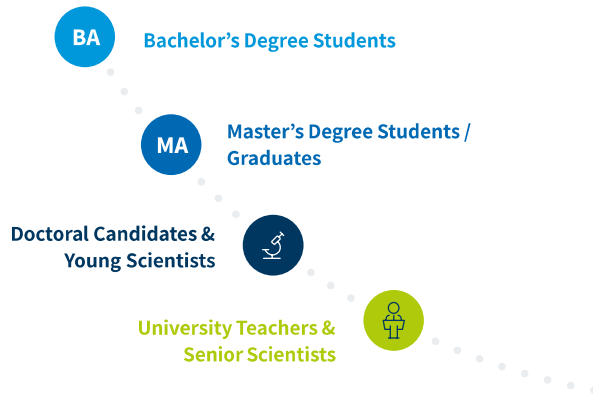 BA
Bachelor’s Degree Students
MA
Master’s Degree Students /
Graduates
Doctoral Candidates &
Young Scientists
University Teachers &
Senior Scientists